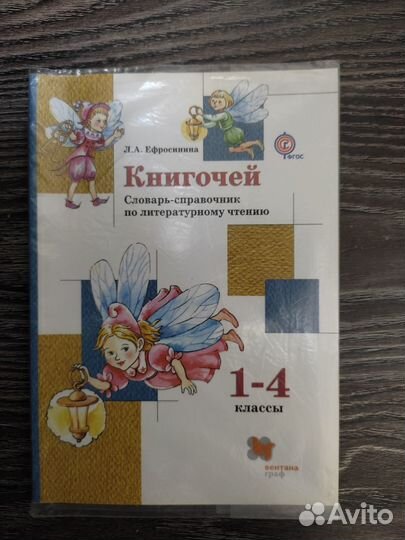 Л.А. Ефросинина
ФГОС
Книгочей
Словарь-справочник
по литературному чтению
1-4
классы
вентана
граф
Avito